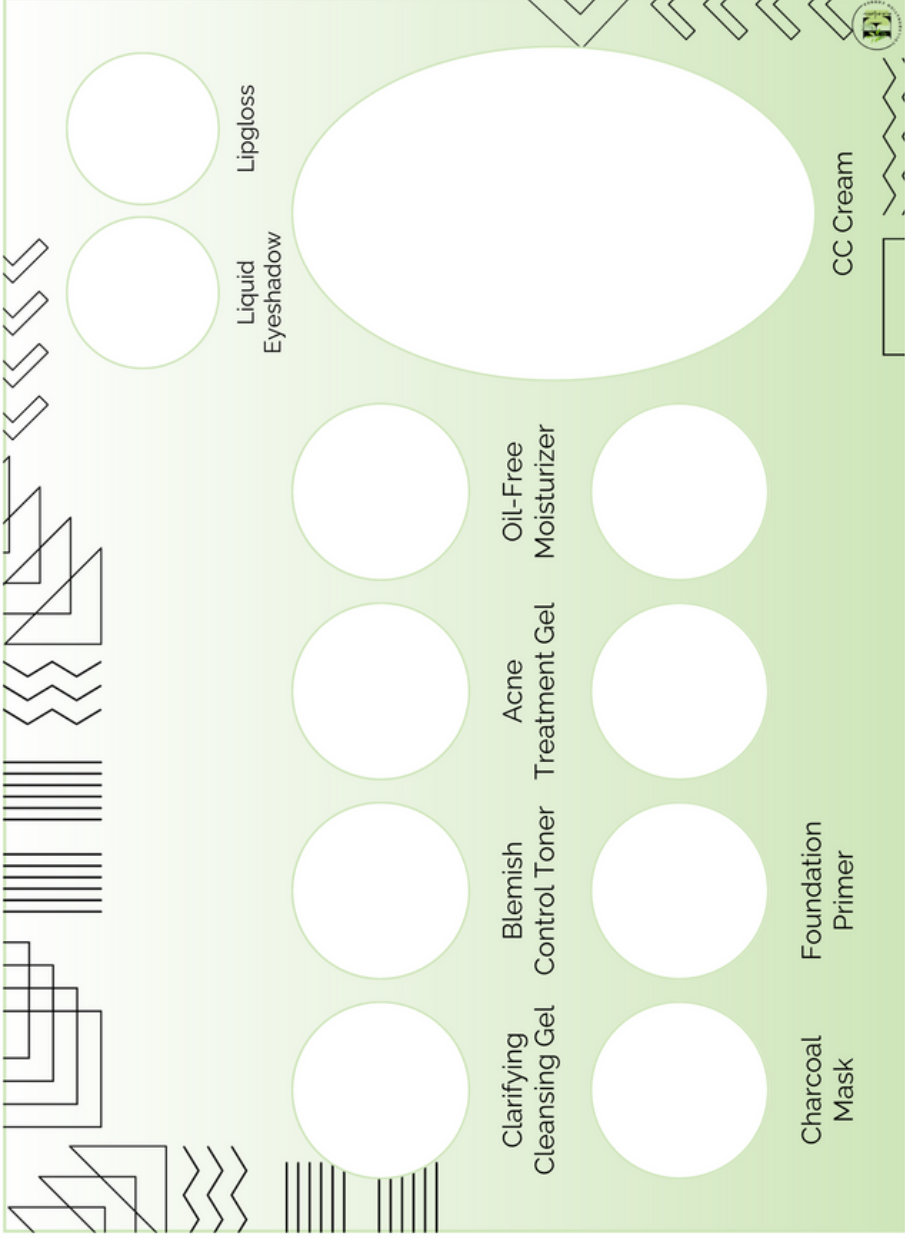 Lipgloss
Liquid
Eyeshadow
CC Cream
Clarifying
Cleansing Gel
Blemish
Control Toner
Acne
Treatment Gel
Oil-Free
Moisturizer
Charcoal
Mask
Foundation
Primer